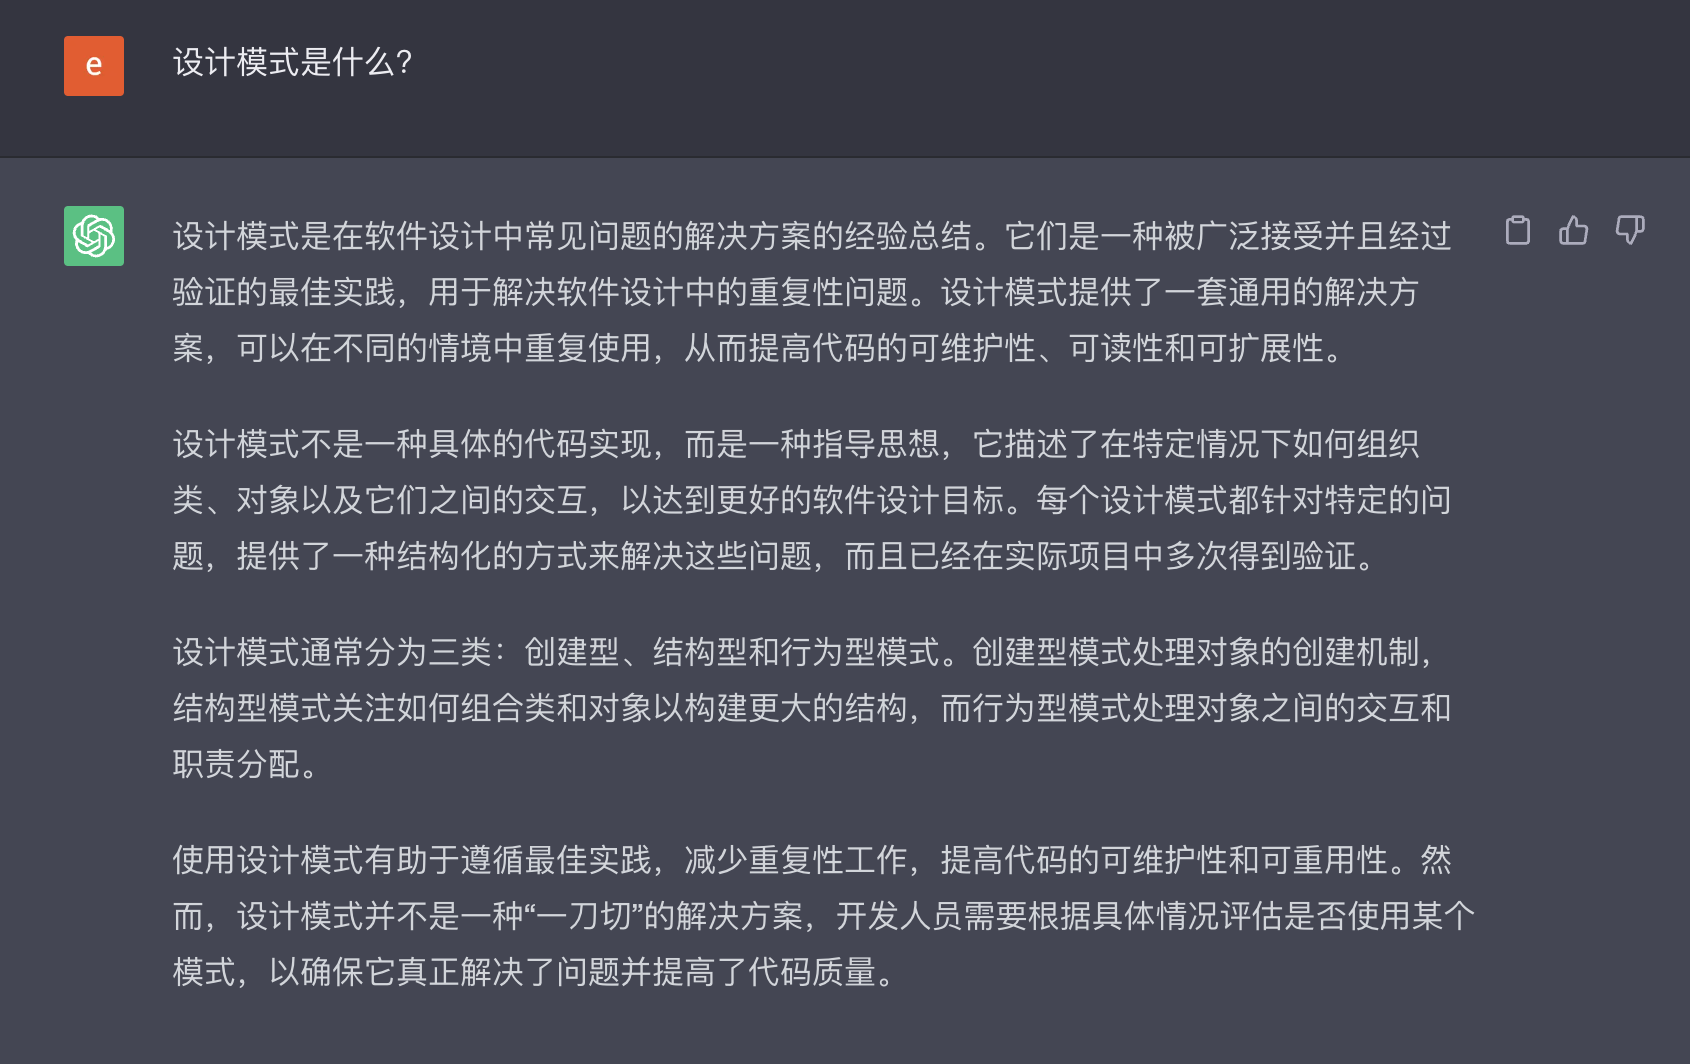 e
设计模式是什么?
设计模式是在软件设计中常见问题的解决方案的经验总结。它们是一种被广泛接受并且经过
验证的最佳实践，用于解决软件设计中的重复性问题。设计模式提供了一套通用的解决方
案，可以在不同的情境中重复使用，从而提高代码的可维护性、可读性和可扩展性。
设计模式不是一种具体的代码实现，而是一种指导思想，它描述了在特定情况下如何组织
类、对象以及它们之间的交互，以达到更好的软件设计目标。每个设计模式都针对特定的问
题，提供了一种结构化的方式来解决这些问题，而且已经在实际项目中多次得到验证。
设计模式通常分为三类：创建型、结构型和行为型模式。创建型模式处理对象的创建机制，
结构型模式关注如何组合类和对象以构建更大的结构，而行为型模式处理对象之间的交互和
职责分配。
使用设计模式有助于遵循最佳实践，减少重复性工作，提高代码的可维护性和可重用性。然
而，设计模式并不是一种“一刀切”的解决方案，开发人员需要根据具体情况评估是否使用某个
模式，以确保它真正解决了问题并提高了代码质量。